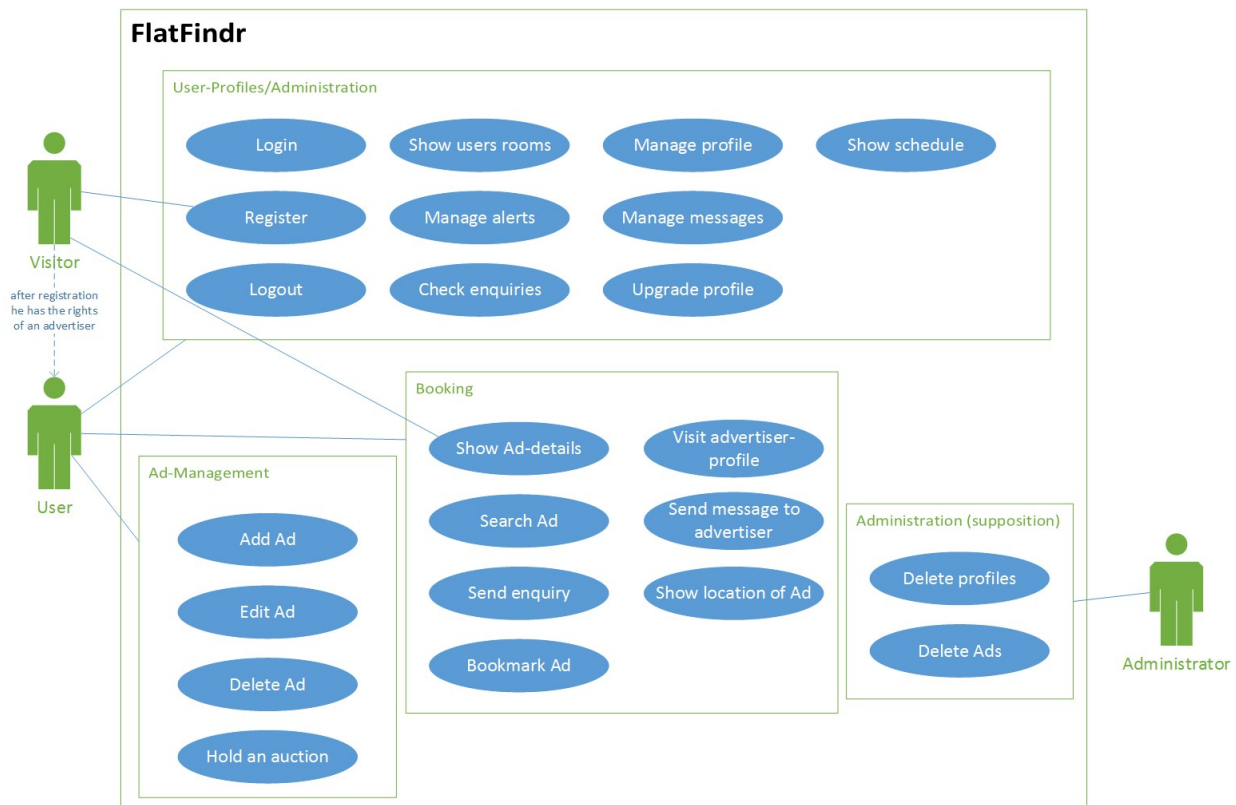 FlatFindr
User-Profiles/Administration
Login
Show users rooms
Manage profile
Show schedule
Register
Manage alerts
Manage messages
Logout
Check enquiries
Upgrade profile
Visitor
after registration
he has the rights
of an advertiser
User
Booking
Show Ad-details
Visit advertiser-
profile
Search Ad
Send message to
advertiser
Send enquiry
Show location of Ad
Bookmark Ad
Ad-Management
Add Ad
Edit Ad
Delete Ad
Hold an auction
Administration (supposition)
Delete profiles
Delete Ads
Administrator